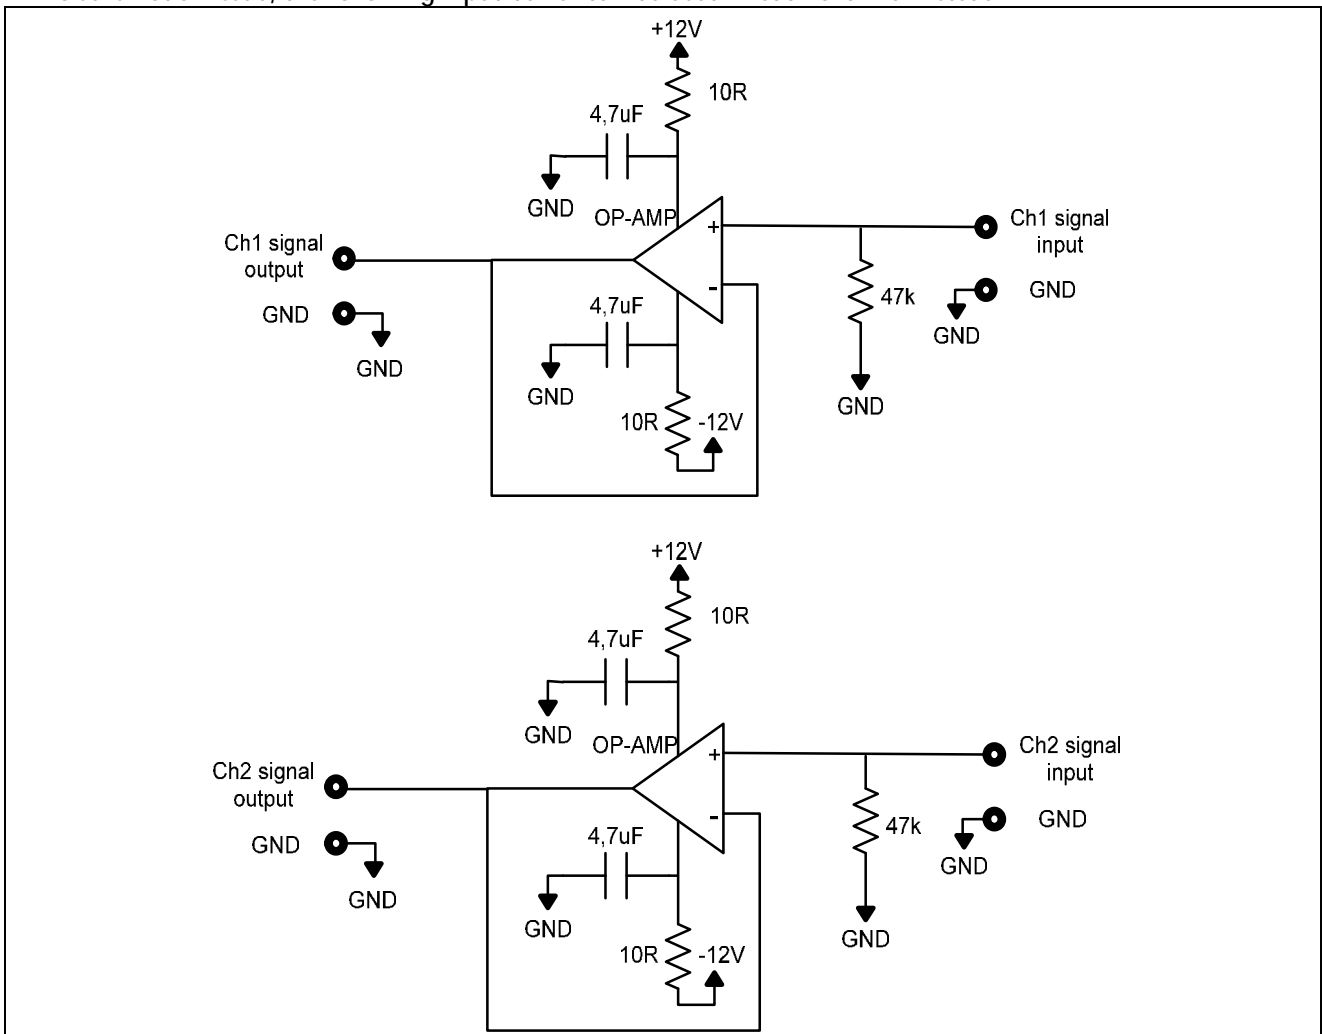 +12V
10R
4,7uF
GND
OP-AMP
+
Ch1 signal
input
Ch1 signal
output
-
47k
GND
GND
4,7uF
GND
GND
GND
GND
GND
10R
-12V
+12V
10R
4,7uF
GND
OP-AMP
+
Ch2 signal
input
Ch2 signal
output
-
47k
GND
GND
4,7uF
GND
GND
GND
GND
GND
10R
-12V